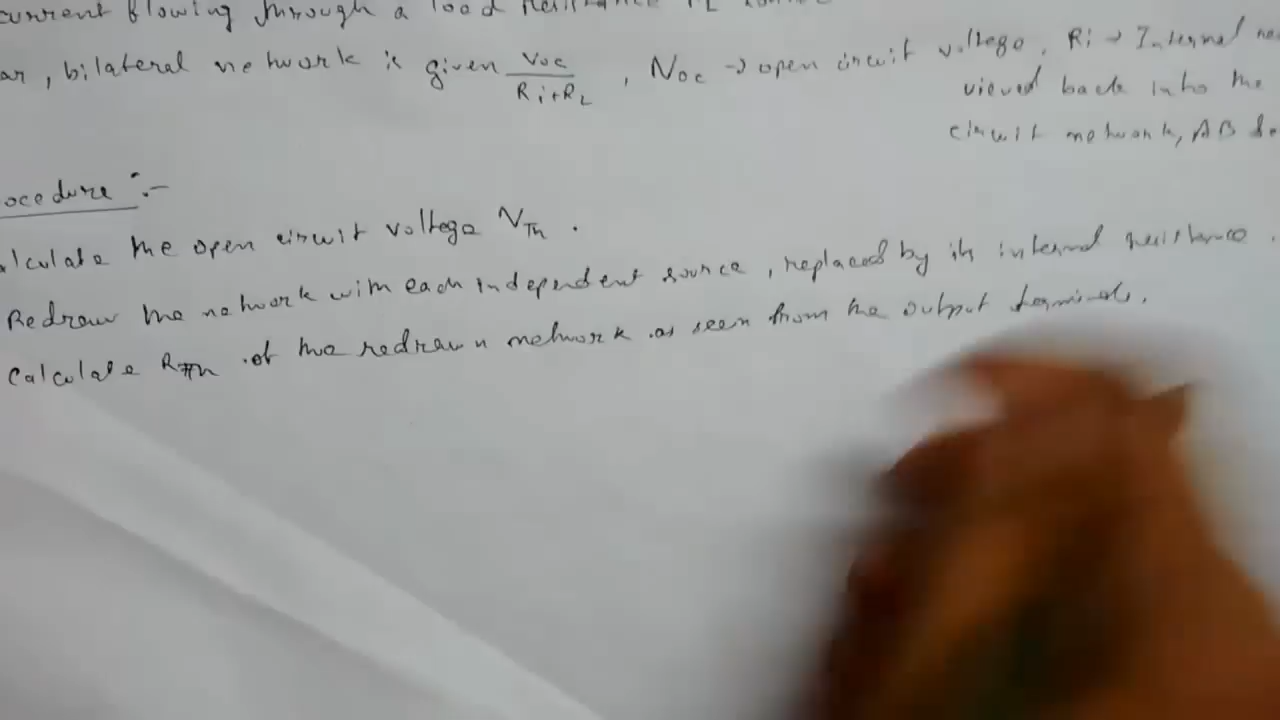 current flowing through a load
ar, bilateral network is given Voc / Ri+RL , Voc → open circuit voltage, Ri → Internal
viewed back into the
circuit network, AB
ocedure :-
alculate the open circuit voltage VTh .
Redraw the network with each independent source, replaced by its internal resistance .
Calculate RTh of the redrawn network as seen from the output terminals.